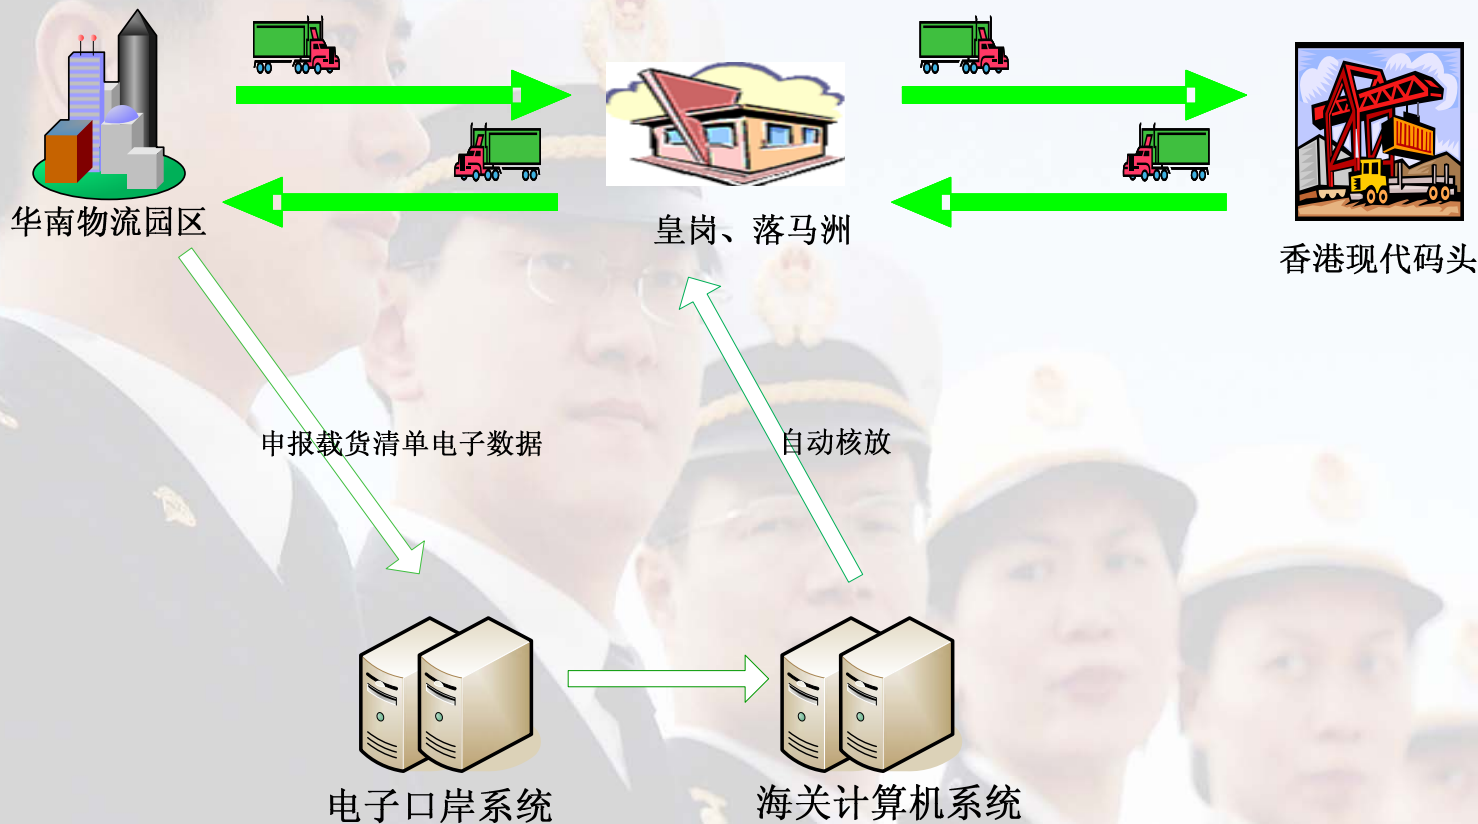 华南物流园区
皇岗、落马洲
香港现代码头
申报载货清单电子数据
自动核放
电子口岸系统
海关计算机系统